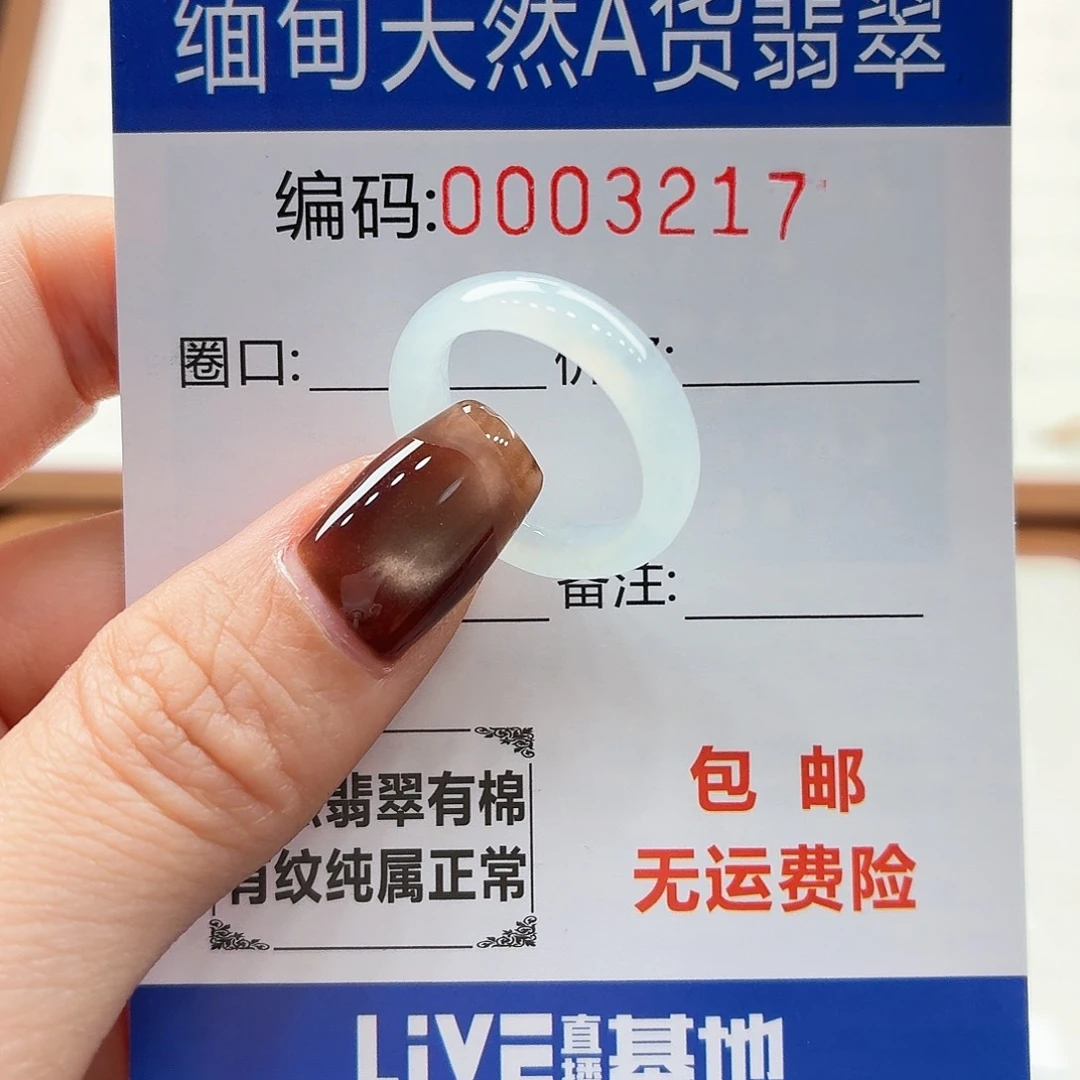 缅甸天然A货翡翠
编码:0003217
圈口:
备注:
翡翠有棉
有纹纯属正常
包邮
无运费险
LiVE直播基地